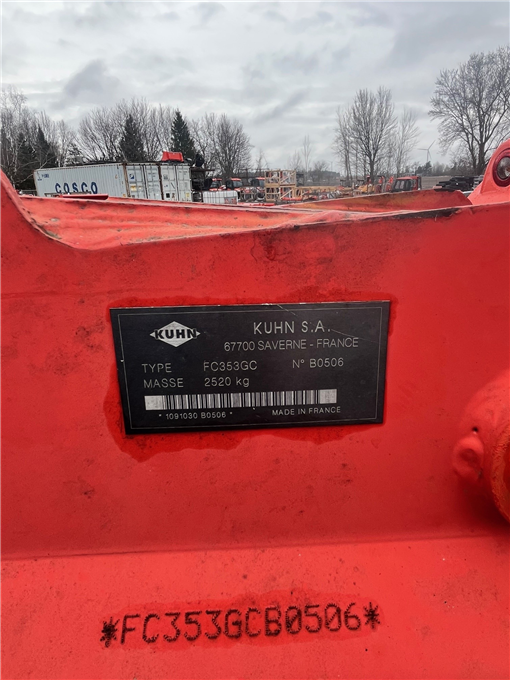 COSCO
KUHN
KUHN S.A.
67700 SAVERNE - FRANCE
TYPE FC353GC N° B0506
MASSE 2520 kg
*1091030 B0506* MADE IN FRANCE
*FC353GCB0506*